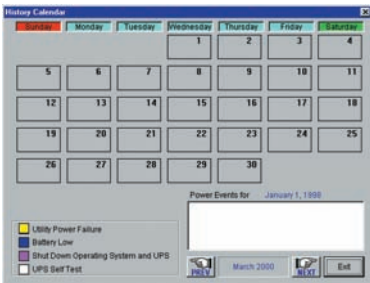 History Calendar
Sunday Monday Tuesday Wednesday Thursday Friday Saturday
1 2 3 4
5 6 7 8 9 10 11
12 13 14 15 16 17 18
19 20 21 22 23 24 25
26 27 28 29 30
Power Events for January 1, 1998
Utility Power Failure
Battery Low
Shut Down Operating System and UPS
UPS Self Test
PREV March 2000 NEXT Exit